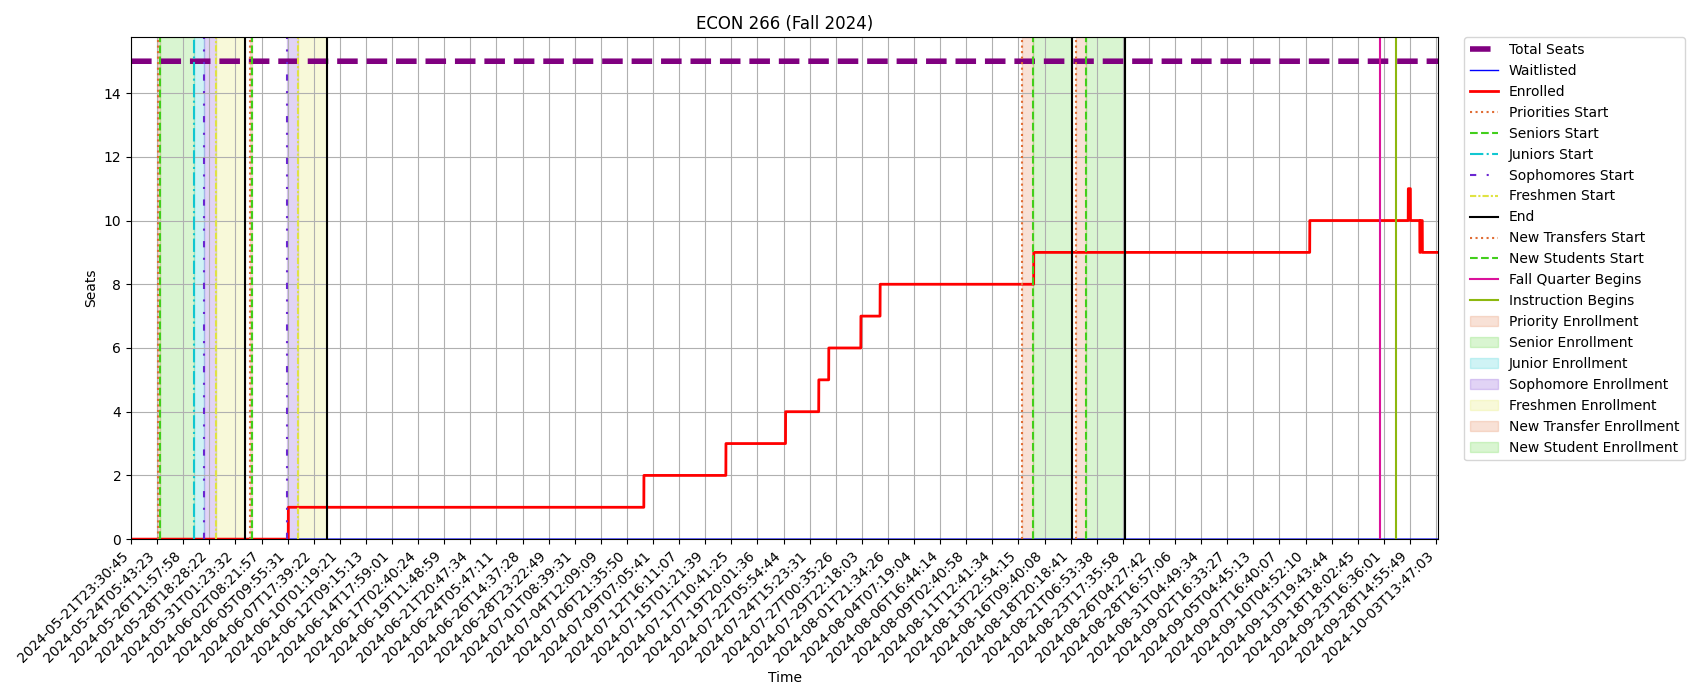 ECON 266 (Fall 2024)
Seats
14
12
10
8
6
4
2
0
2024-05-21T23:30:45
2024-05-24T05:43:23
2024-05-26T11:57:58
2024-05-28T18:28:22
2024-05-31T01:23:32
2024-06-02T08:21:57
2024-06-05T09:55:31
2024-06-07T17:39:22
2024-06-10T01:19:21
2024-06-12T09:15:13
2024-06-14T17:59:01
2024-06-17T02:40:24
2024-06-19T11:48:59
2024-06-21T20:47:34
2024-06-24T05:47:11
2024-06-26T14:37:28
2024-06-28T23:22:49
2024-07-01T08:39:31
2024-07-04T12:09:09
2024-07-06T21:35:50
2024-07-09T07:05:41
2024-07-12T16:11:07
2024-07-15T01:21:39
2024-07-17T10:41:25
2024-07-19T20:01:36
2024-07-22T05:54:44
2024-07-24T15:23:31
2024-07-27T00:35:26
2024-07-29T22:18:03
2024-08-01T21:34:26
2024-08-04T07:19:04
2024-08-06T16:44:14
2024-08-09T02:40:58
2024-08-11T12:41:34
2024-08-13T22:54:15
2024-08-16T09:40:08
2024-08-18T20:18:41
2024-08-21T06:53:38
2024-08-23T17:35:58
2024-08-26T04:27:42
2024-08-28T16:57:06
2024-08-31T04:49:34
2024-09-02T16:33:27
2024-09-05T04:45:13
2024-09-07T16:40:07
2024-09-10T04:52:10
2024-09-13T19:43:44
2024-09-18T18:02:45
2024-09-23T16:36:01
2024-09-28T14:55:49
2024-10-03T13:47:03
Time
Total Seats
Waitlisted
Enrolled
Priorities Start
Seniors Start
Juniors Start
Sophomores Start
Freshmen Start
End
New Transfers Start
New Students Start
Fall Quarter Begins
Instruction Begins
Priority Enrollment
Senior Enrollment
Junior Enrollment
Sophomore Enrollment
Freshmen Enrollment
New Transfer Enrollment
New Student Enrollment